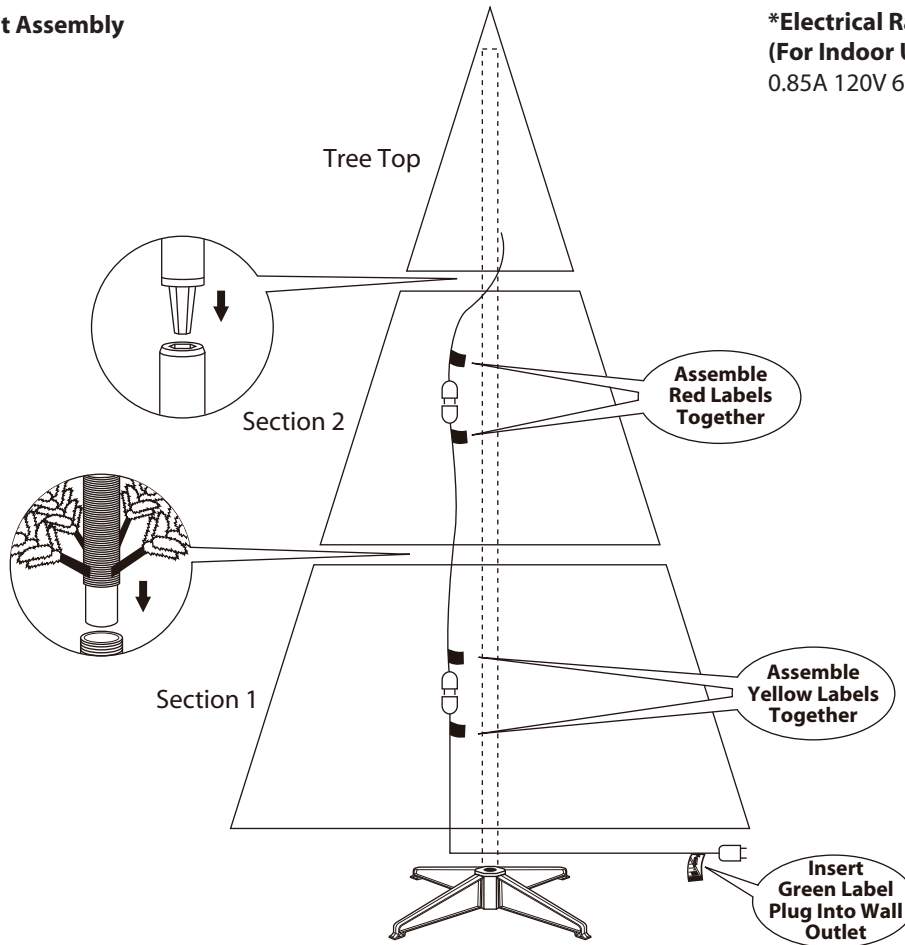 t Assembly
*Electrical Ra
(For Indoor U
0.85A 120V 6
Tree Top
Assemble
Red Labels
Together
Section 2
Section 1
Assemble
Yellow Labels
Together
Insert
Green Label
Plug Into Wall
Outlet